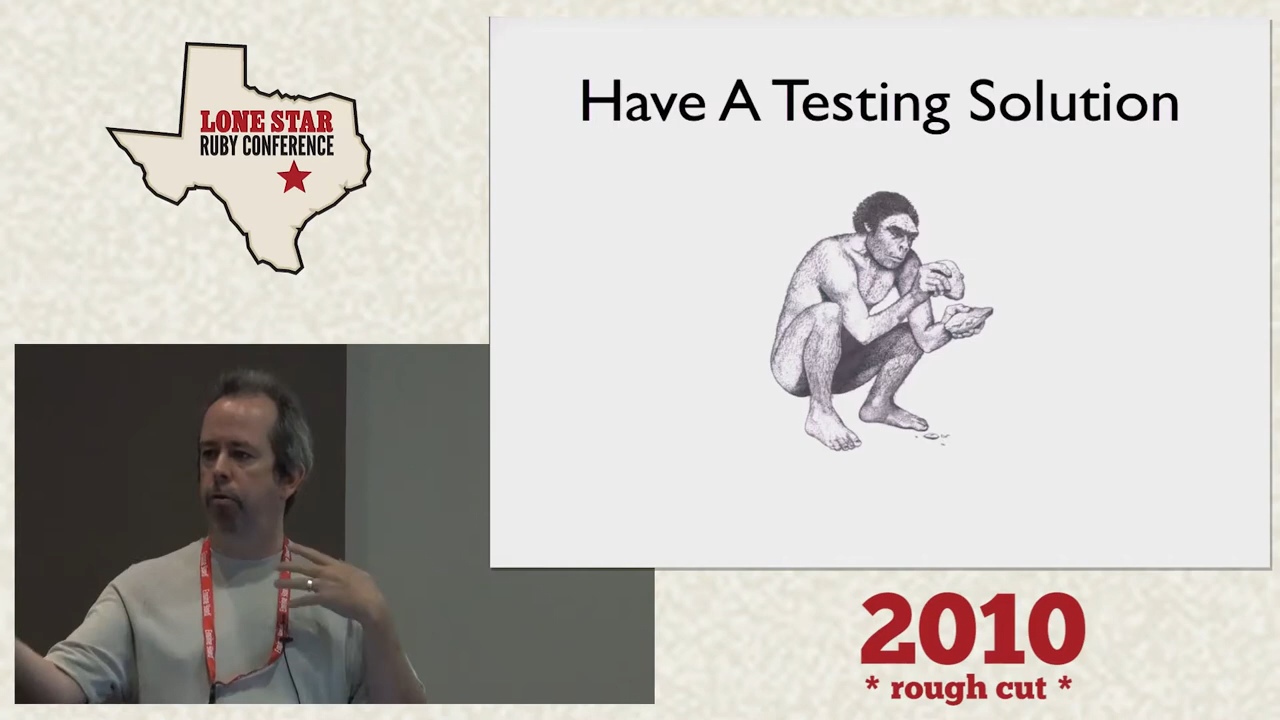 LONE STAR
RUBY CONFERENCE
Have A Testing Solution
2010
* rough cut *